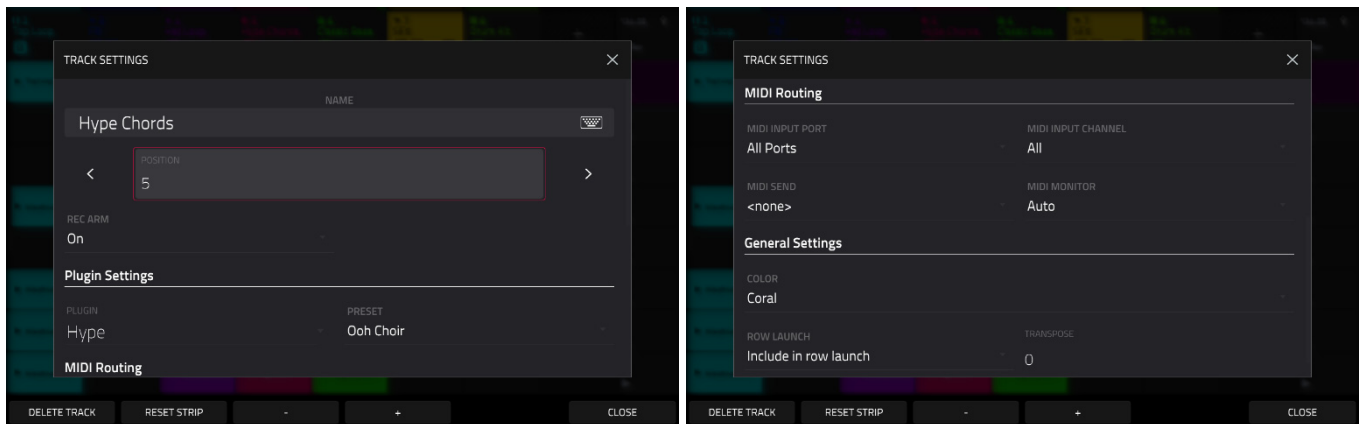 TRACK SETTINGS
NAME
Hype Chords
POSITION
5
REC ARM
On
Plugin Settings
PLUGIN PRESET
Hype Ooh Choir
MIDI Routing
DELETE TRACK RESET STRIP - + CLOSE
TRACK SETTINGS
MIDI Routing
MIDI INPUT PORT MIDI INPUT CHANNEL
All Ports All
MIDI SEND MIDI MONITOR
<none> Auto
General Settings
COLOR
Coral
ROW LAUNCH TRANSPOSE
Include in row launch 0
DELETE TRACK RESET STRIP - + CLOSE